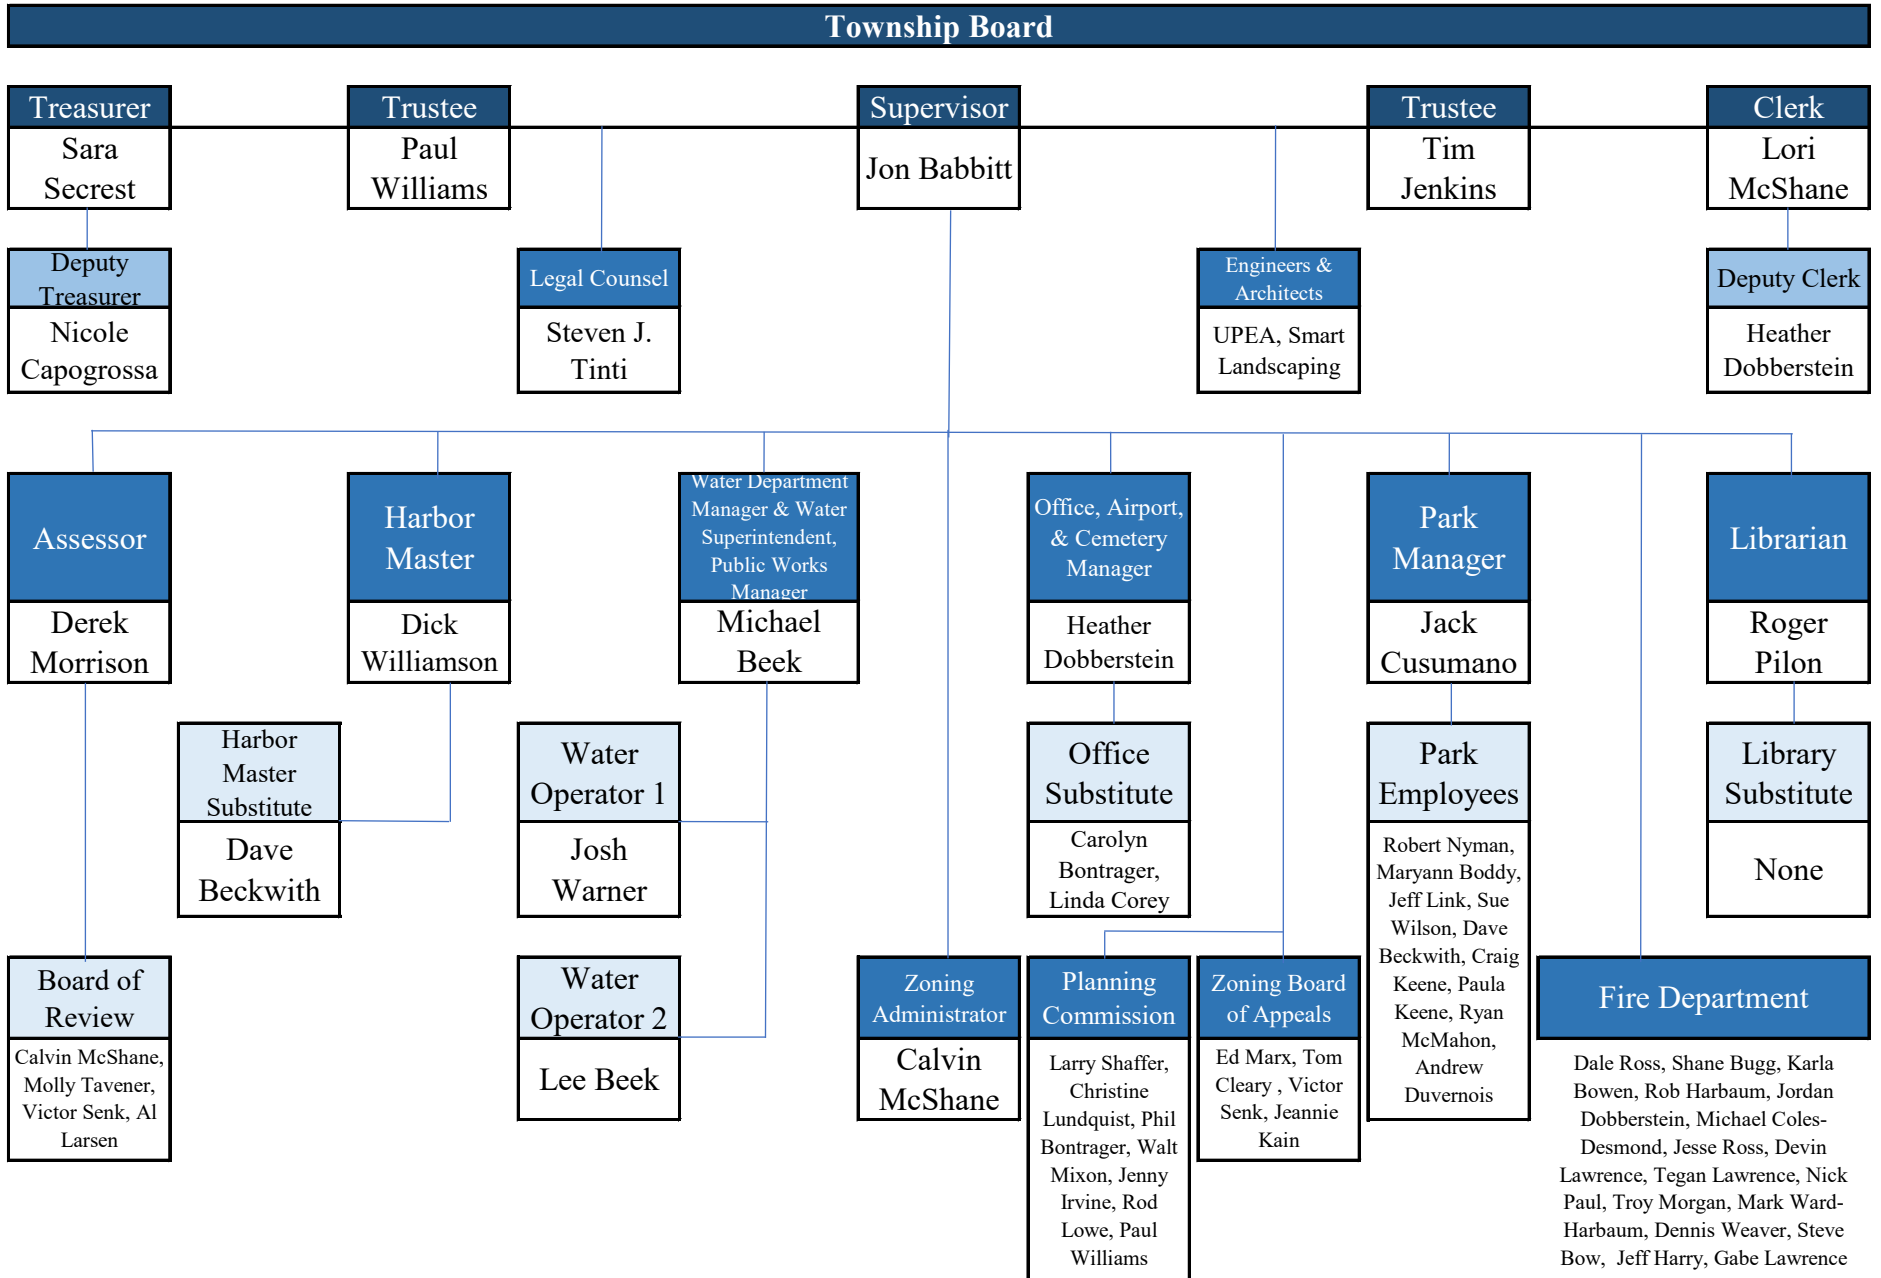 Township Board
Treasurer
Sara
Secrest
Trustee
Paul
Williams
Supervisor
Jon Babbitt
Trustee
Tim
Jenkins
Clerk
Lori
McShane
Deputy
Treasurer
Nicole
Capogrossa
Legal Counsel
Steven J.
Tinti
Engineers &
Architects
UPEA, Smart
Landscaping
Deputy Clerk
Heather
Dobberstein
Assessor
Derek
Morrison
Harbor
Master
Dick
Williamson
Water Department
Manager & Water
Superintendent,
Public Works
Manager
Michael
Beek
Office, Airport,
& Cemetery
Manager
Heather
Dobberstein
Park
Manager
Jack
Cusumano
Librarian
Roger
Pilon
Harbor
Master
Substitute
Dave
Beckwith
Water
Operator 1
Josh
Warner
Office
Substitute
Carolyn
Bontrager,
Linda Corey
Park
Employees
Robert Nyman,
Maryann Boddy,
Jeff Link, Sue
Wilson, Dave
Beckwith, Craig
Keene, Paula
Keene, Ryan
McMahon,
Andrew
Duvernois
Library
Substitute
None
Board of
Review
Calvin McShane,
Molly Tavener,
Victor Senk, Al
Larsen
Water
Operator 2
Lee Beek
Zoning
Administrator
Calvin
McShane
Planning
Commission
Larry Shaffer,
Christine
Lundquist, Phil
Bontrager, Walt
Mixon, Jenny
Irvine, Rod
Lowe, Paul
Williams
Zoning Board
of Appeals
Ed Marx, Tom
Cleary , Victor
Senk, Jeannie
Kain
Fire Department
Dale Ross, Shane Bugg, Karla
Bowen, Rob Harbaum, Jordan
Dobberstein, Michael Coles-
Desmond, Jesse Ross, Devin
Lawrence, Tegan Lawrence, Nick
Paul, Troy Morgan, Mark Ward-
Harbaum, Dennis Weaver, Steve
Bow,  Jeff Harry, Gabe Lawrence